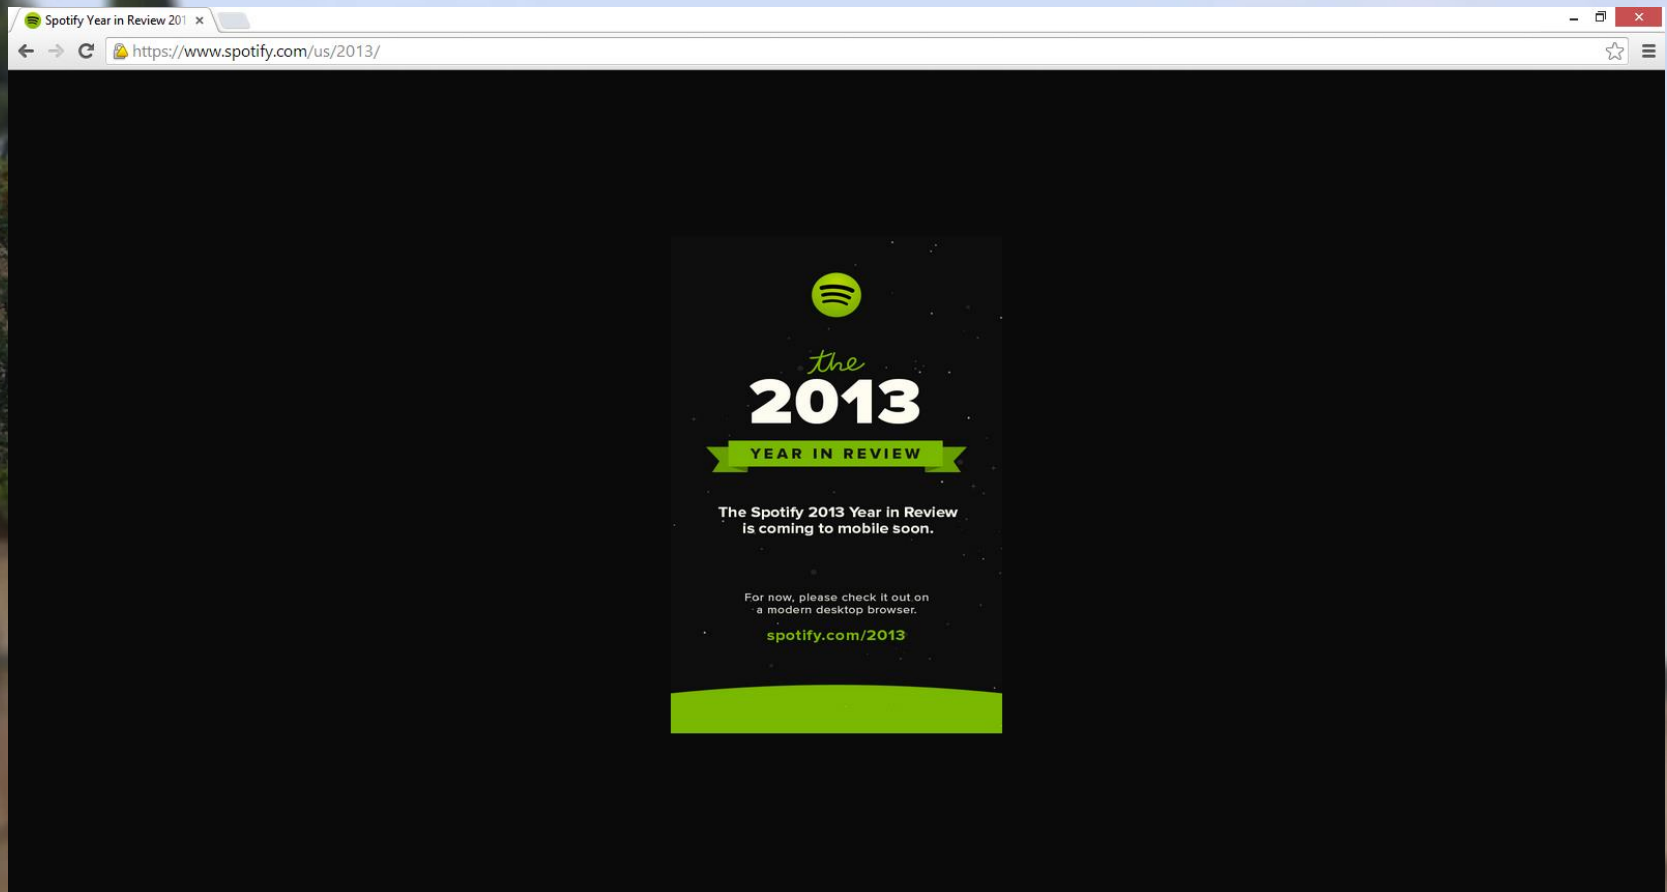 Spotify Year in Review 201
https://www.spotify.com/us/2013/
the
2013
YEAR IN REVIEW
The Spotify 2013 Year in Review
is coming to mobile soon.
For now, please check it out on
a modern desktop browser.
spotify.com/2013